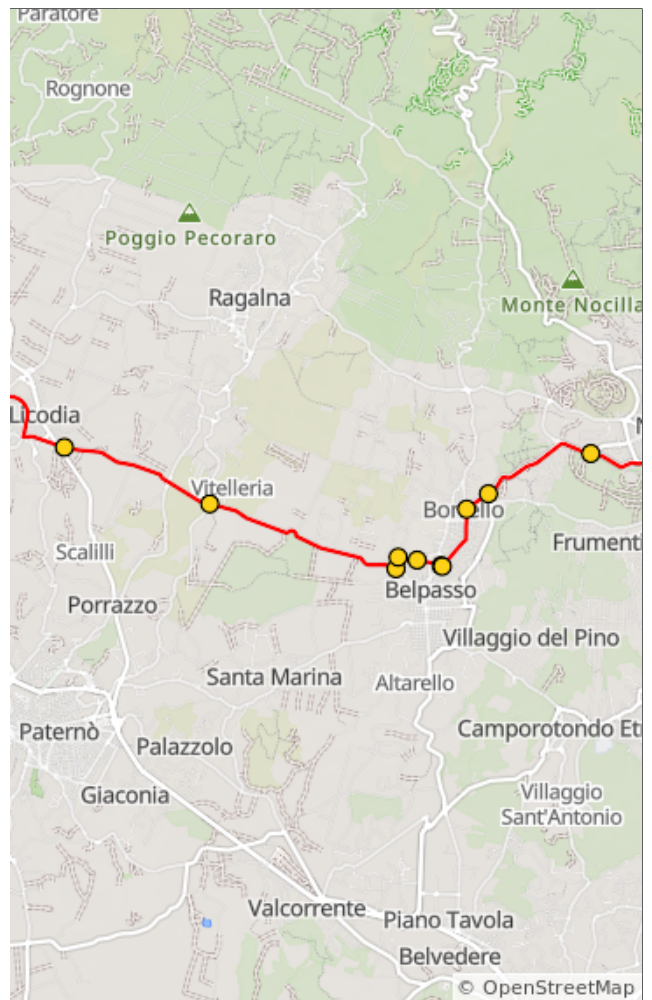 Paratore
Rognone
Poggio Pecoraro
Ragalna
Monte Nocilla
Licodia
N
Vitelleria
Borrello
Scalilli
Frumenti
Belpasso
Porrazzo
Villaggio del Pino
Santa Marina
Altarello
Paternò
Camporotondo Et
Palazzolo
Giaconia
Villaggio
Sant'Antonio
Valcorrente
Piano Tavola
Belvedere
© OpenStreetMap